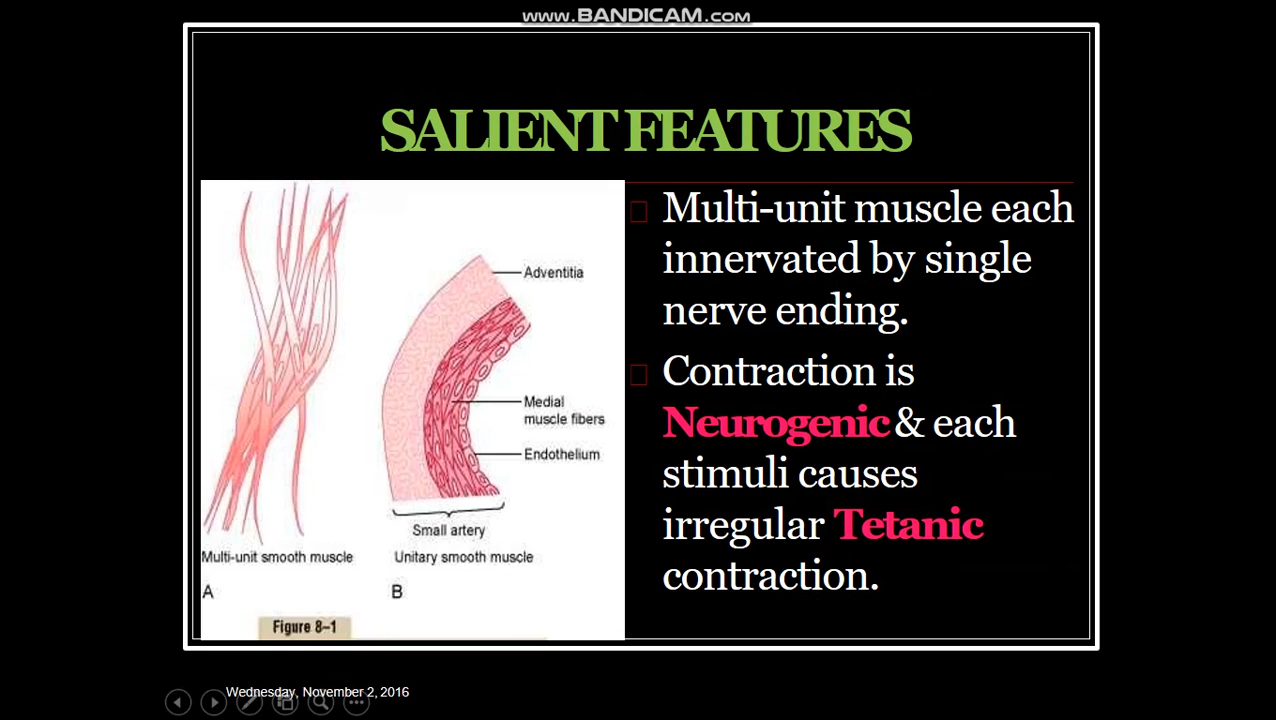 www.BANDICAM.com
SALIENT FEATURES
Multi-unit muscle each
innervated by single
nerve ending.
Contraction is
Neurogenic & each
stimuli causes
irregular Tetanic
contraction.
Adventitia
Medial
muscle fibers
Endothelium
Small artery
Multi-unit smooth muscle
Unitary smooth muscle
A
B
Figure 8–1
Wednesday, November 2, 2016